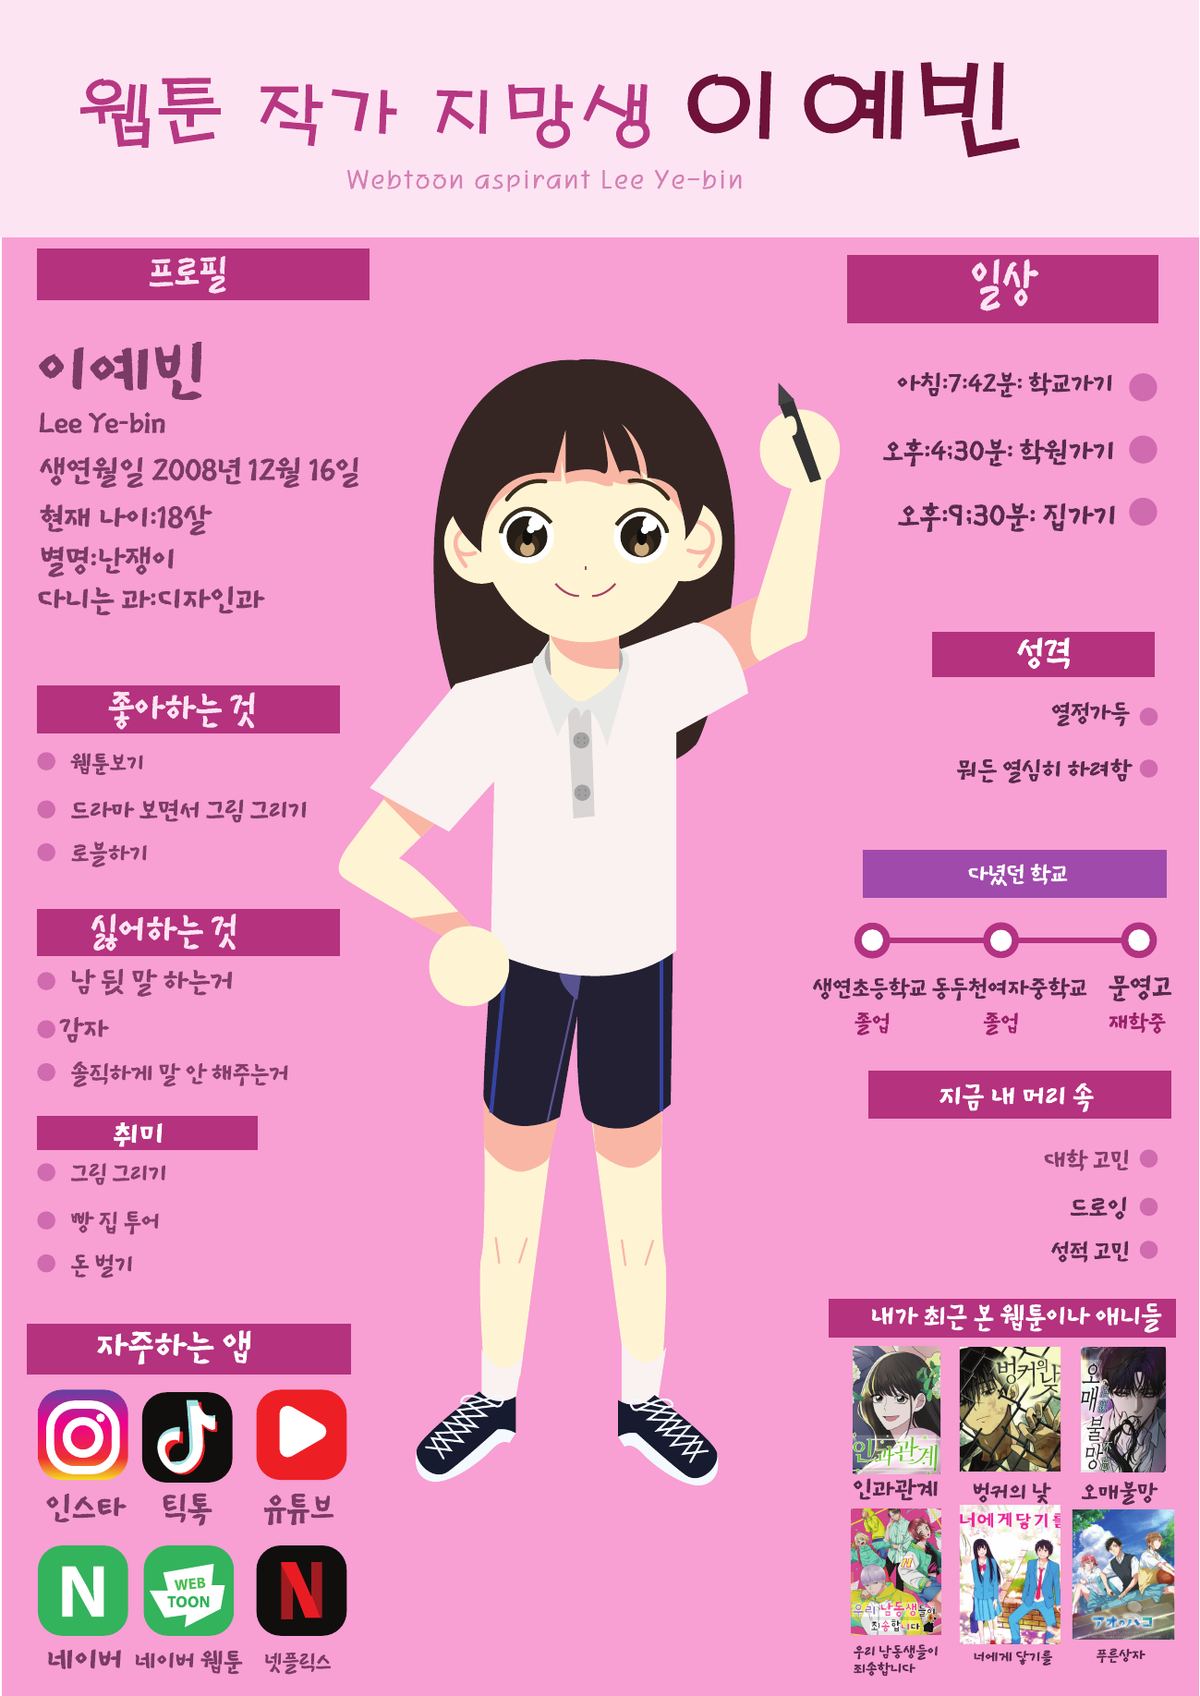 웹툰 작가 지망생 이예빈
Webtoon aspirant Lee Ye-bin
프로필
이예빈
Lee Ye-bin
생연월일 2008년 12월 16일
현재 나이:18살
별명:난쟁이
다니는 과:디자인과
좋아하는 것
웹툰보기
드라마 보면서 그림 그리기
로블하기
싫어하는 것
남 뒷 말 하는거
감자
솔직하게 말 안 해주는거
취미
그림 그리기
빵 집 투어
돈 벌기
자주하는 앱
인스타 틱톡 유튜브
N WEB TOON N
네이버 네이버 웹툰 넷플릭스
일상
아침:7:42분: 학교가기
오후:4;30분: 학원가기
오후:9;30분: 집가기
성격
열정가득
뭐든 열심히 하려함
다녔던 학교
생연초등학교 동두천여자중학교 문영고
졸업 졸업 재학중
지금 내 머리 속
대학 고민
드로잉
성적 고민
내가 최근 본 웹툰이나 애니들
인과관계 벙커의 낮 오매불망
인과관계 벙커의 낮 오매불망
우리 남동생들이 죄송합니다 너에게 닿기를 アオのハコ
우리 남동생들이 너에게 닿기를 푸른상자
죄송합니다